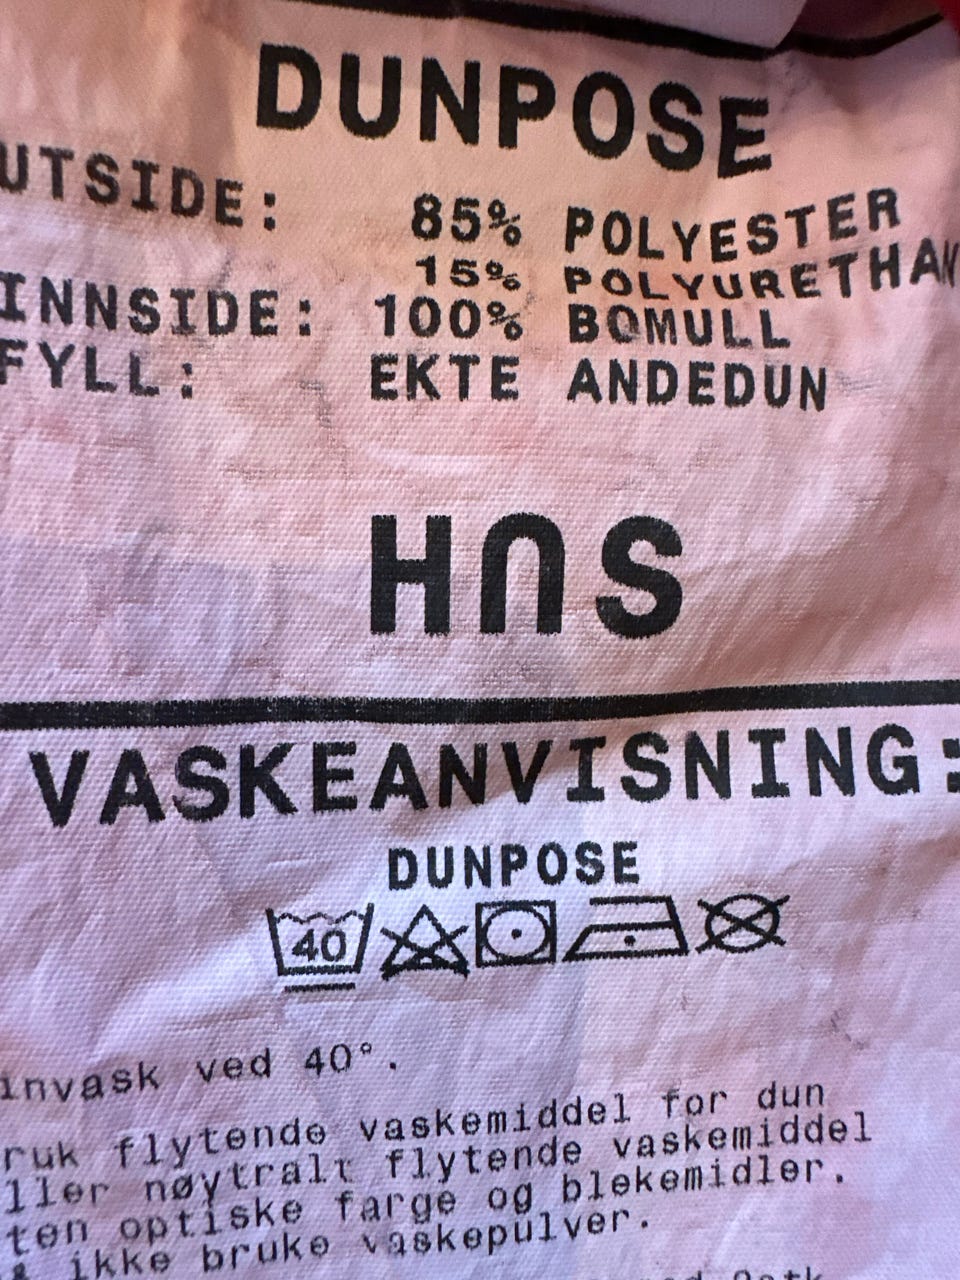 DUNPOSE
UTSIDE: 85% POLYESTER
15% POLYURETHAN
INNSIDE: 100% BOMULL
FYLL: EKTE ANDEDUN
HUS
VASKEANVISNING:
DUNPOSE
40
invask ved 40°.
ruk flytende vaskemiddel for dun
ller nøytralt flytende vaskemiddel
ten optiske farge og blekemidler.
ikke bruke vaskepulver.